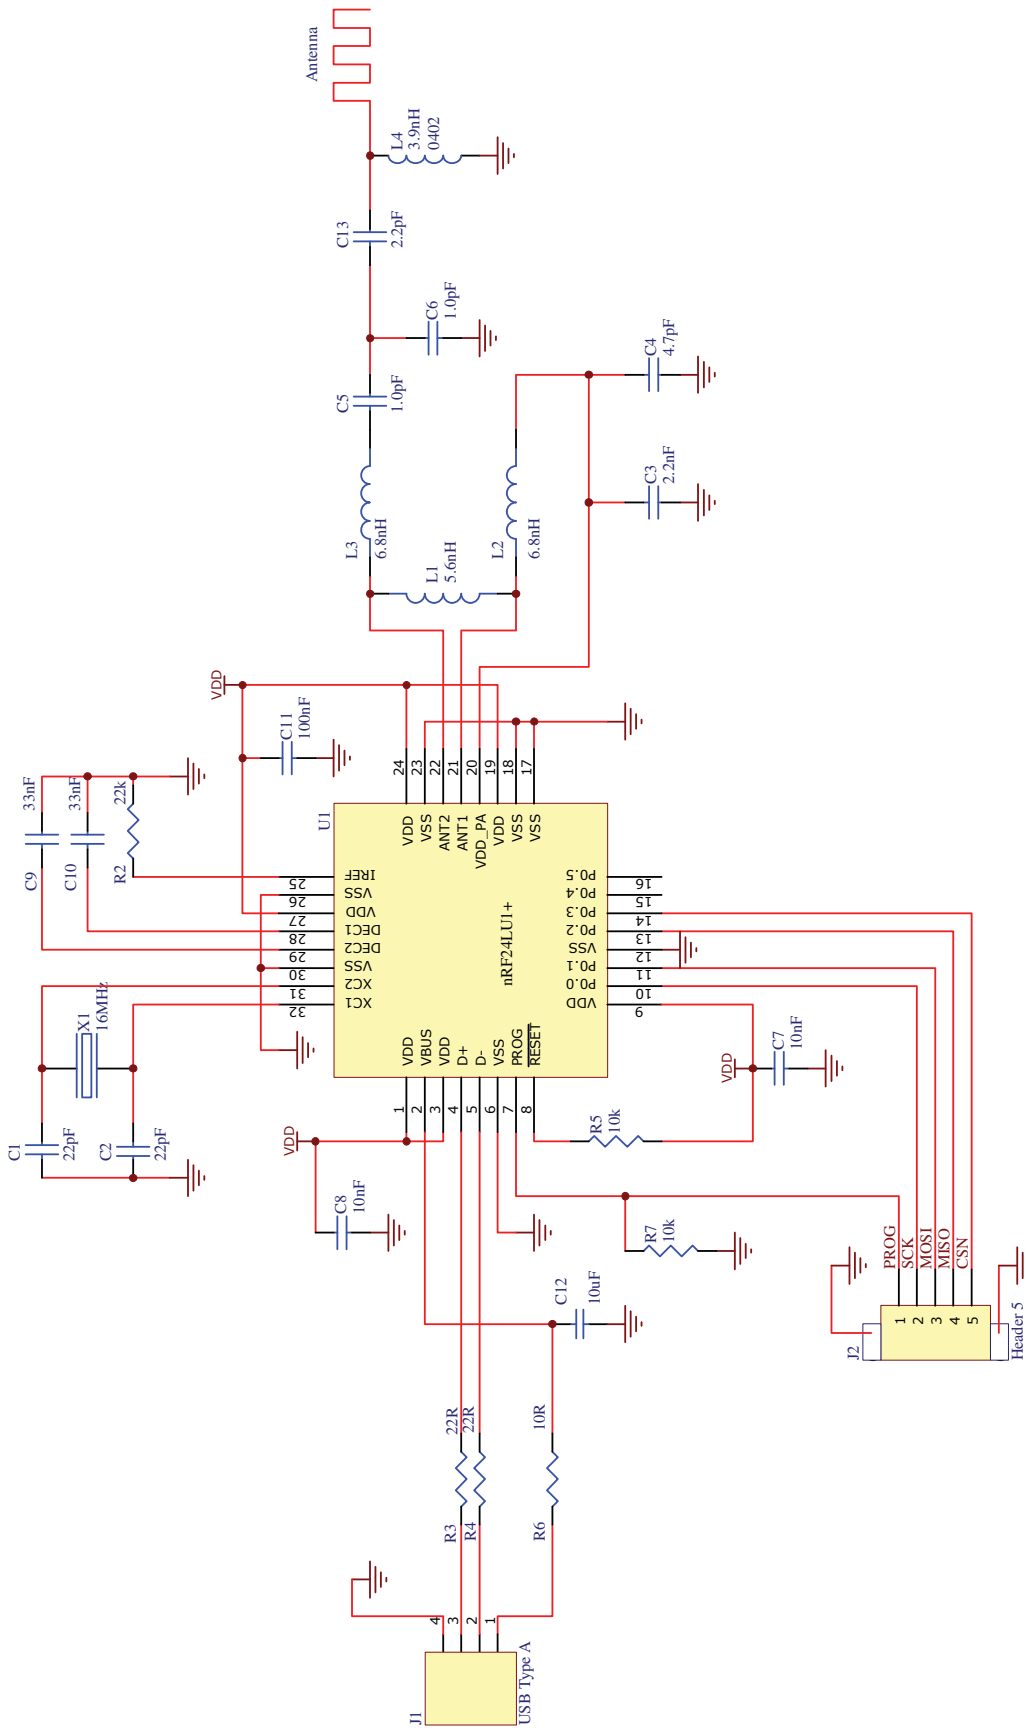 Antenna
L4
3.9nH
0402
C13
2.2pF
C6
1.0pF
C5
1.0pF
C4
4.7pF
C3
2.2nF
L3
6.8nH
L1
5.6nH
L2
6.8nH
VDD
C11
100nF
C9
33nF
C10
33nF
R2
22k
X1
16MHz
C1
22pF
C2
22pF
U1
nRF24LU1+
24
VDD
23
VSS
22
ANT2
21
ANT1
20
VDD_PA
19
VDD
18
VSS
17
VSS
25
IREF
26
VSS
27
VDD
28
DEC1
29
DEC2
30
VSS
31
XC2
32
XC1
16
P0.5
15
P0.4
14
P0.3
13
P0.2
12
VSS
11
P0.1
10
P0.0
9
VDD
1
VDD
2
VBUS
3
VDD
4
D+
5
D-
6
VSS
7
PROG
8
RESET
VDD
C8
10nF
VDD
C7
10nF
R5
10k
R7
10k
C12
10uF
R3
22R
R4
22R
R6
10R
J1
4
3
2
1
USB Type A
J2
PROG
SCK
MOSI
MISO
CSN
1
2
3
4
5
Header 5